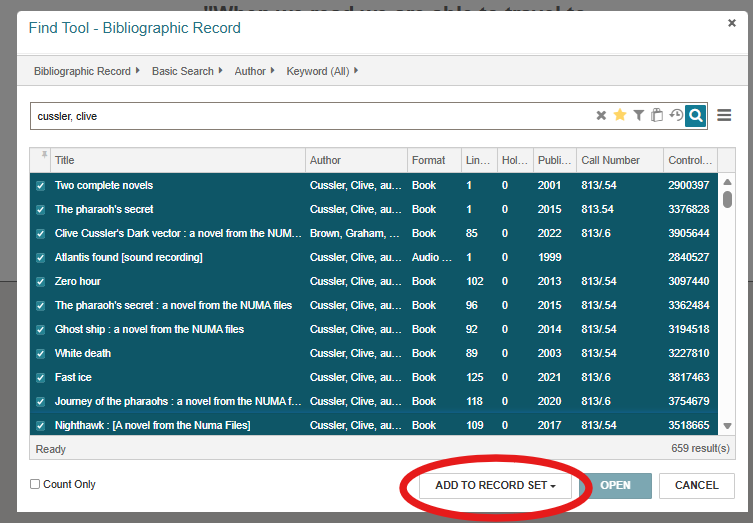 "When we read we are able to travel to
Find Tool - Bibliographic Record
Bibliographic Record Basic Search Author Keyword (All)
cussler, clive
Title Author Format Lin... Hol... Publi... Call Number Control...
Two complete novels Cussler, Clive, au... Book 1 0 2001 813/.54 2900397
The pharaoh's secret Cussler, Clive, au... Book 1 0 2015 813.54 3376828
Clive Cussler's Dark vector : a novel from the NUM... Brown, Graham, ... Book 85 0 2022 813/.6 3905644
Atlantis found [sound recording] Cussler, Clive, au... Audio ... 1 0 1999 2840527
Zero hour Cussler, Clive, au... Book 102 0 2013 813/.54 3097440
The pharaoh's secret : a novel from the NUMA files Cussler, Clive, au... Book 96 0 2015 813/.54 3362484
Ghost ship : a novel from the NUMA files Cussler, Clive, au... Book 92 0 2014 813/.54 3194518
White death Cussler, Clive, au... Book 89 0 2003 813/.54 3227810
Fast ice Cussler, Clive, au... Book 125 0 2021 813/.6 3817463
Journey of the pharaohs : a novel from the NUMA f... Cussler, Clive, au... Book 118 0 2020 813/.6 3754679
Nighthawk : [A novel from the Numa Files] Cussler, Clive, au... Book 109 0 2017 813/.54 3518665
Ready 659 result(s)
Count Only ADD TO RECORD SET OPEN CANCEL